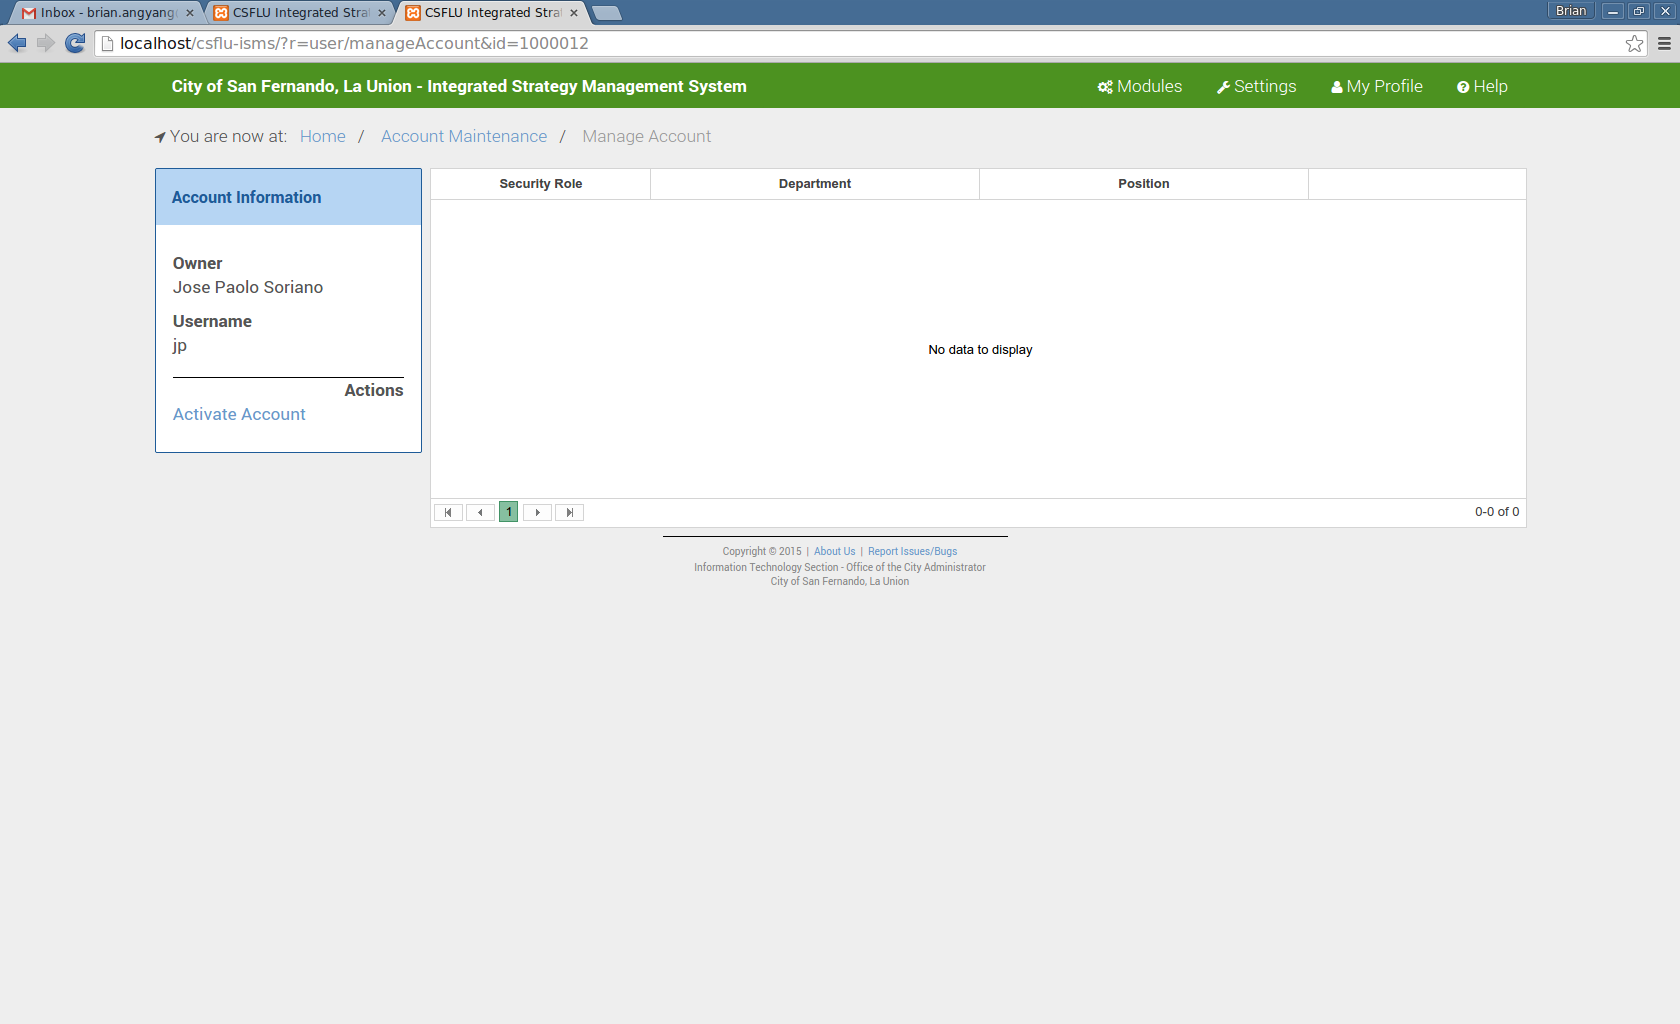 Inbox - brian.angyang
CSFLU Integrated Stra
CSFLU Integrated Stra
Brian
localhost/csflu-isms/?r=user/manageAccount&id=1000012
City of San Fernando, La Union - Integrated Strategy Management System
Modules
Settings
My Profile
Help
You are now at: Home / Account Maintenance / Manage Account
Account Information
Owner
Jose Paolo Soriano
Username
jp
Actions
Activate Account
Security Role
Department
Position
No data to display
1
0-0 of 0
Copyright © 2015 | About Us | Report Issues/Bugs
Information Technology Section - Office of the City Administrator
City of San Fernando, La Union